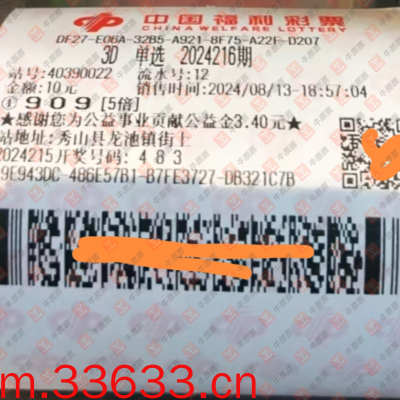 中国福利彩票
CHINA WELFARE LOTTERY
DF27-E06A-32B5-A921-8F75-A22F-D207
3D 单选 2024216期
站号:40390022 流水号:12
金额:10元 销售时间:2024/08/13-18:57:04
① 909 [5倍]
★感谢您为公益事业贡献公益金3.40元★
站地址:秀山县龙池镇街上
2024215开奖号码: 4 8 3
9E943DC-486E57B1-B7FE3727-DB321C7B
m.33633.cn